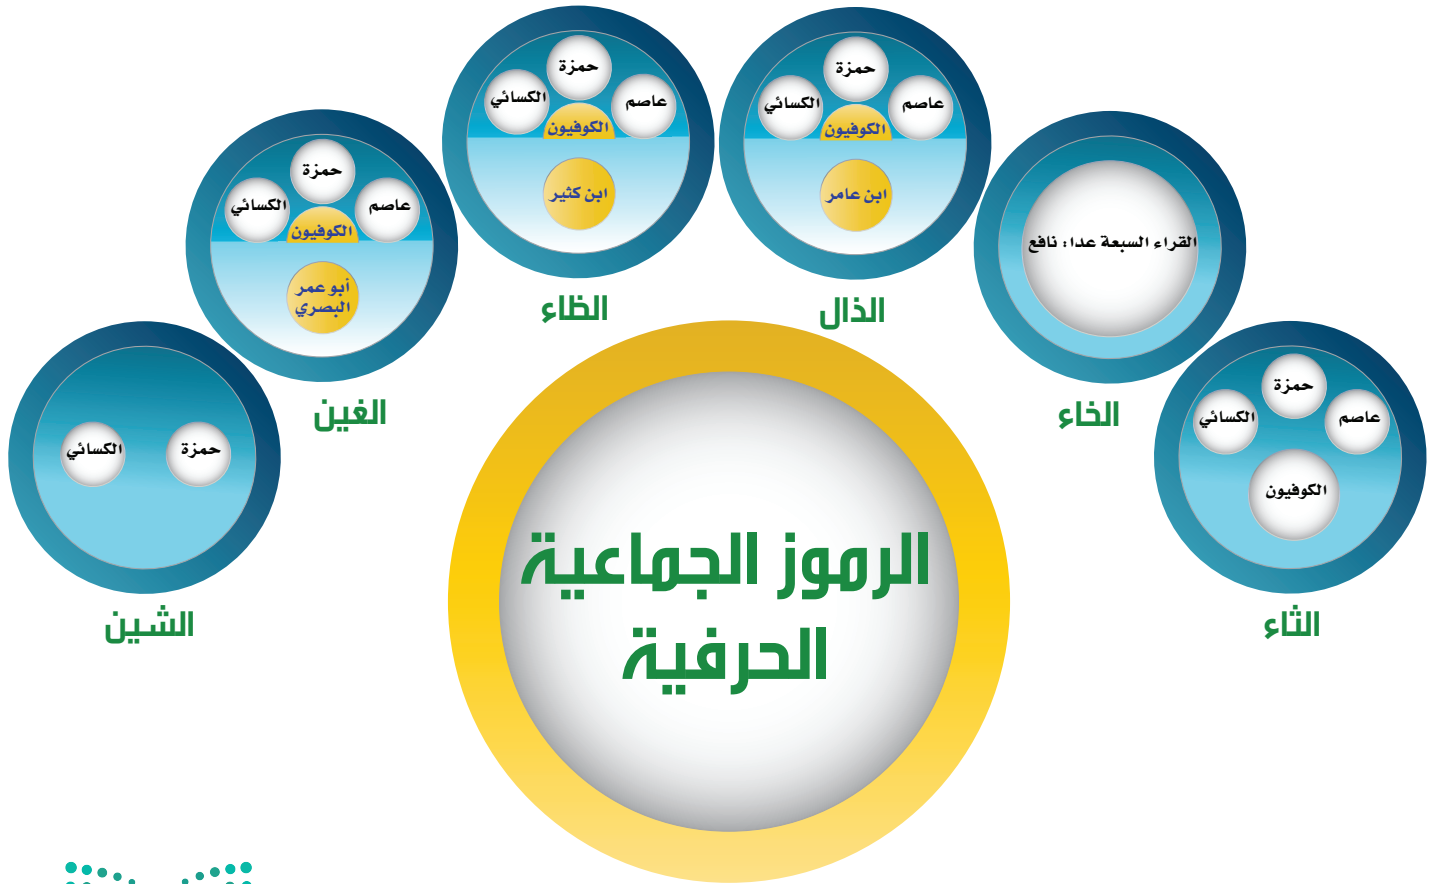 حمزة
عاصم
الكسائي
الكوفيون
الثاء
القراء السبعة عدا: نافع
الخاء
حمزة
عاصم
الكسائي
الكوفيون
ابن عامر
الذال
حمزة
عاصم
الكسائي
الكوفيون
ابن كثير
الظاء
حمزة
عاصم
الكسائي
الكوفيون
أبو عمر
البصري
الغين
حمزة
الكسائي
الشين
الرموز الجماعية
الحرفية